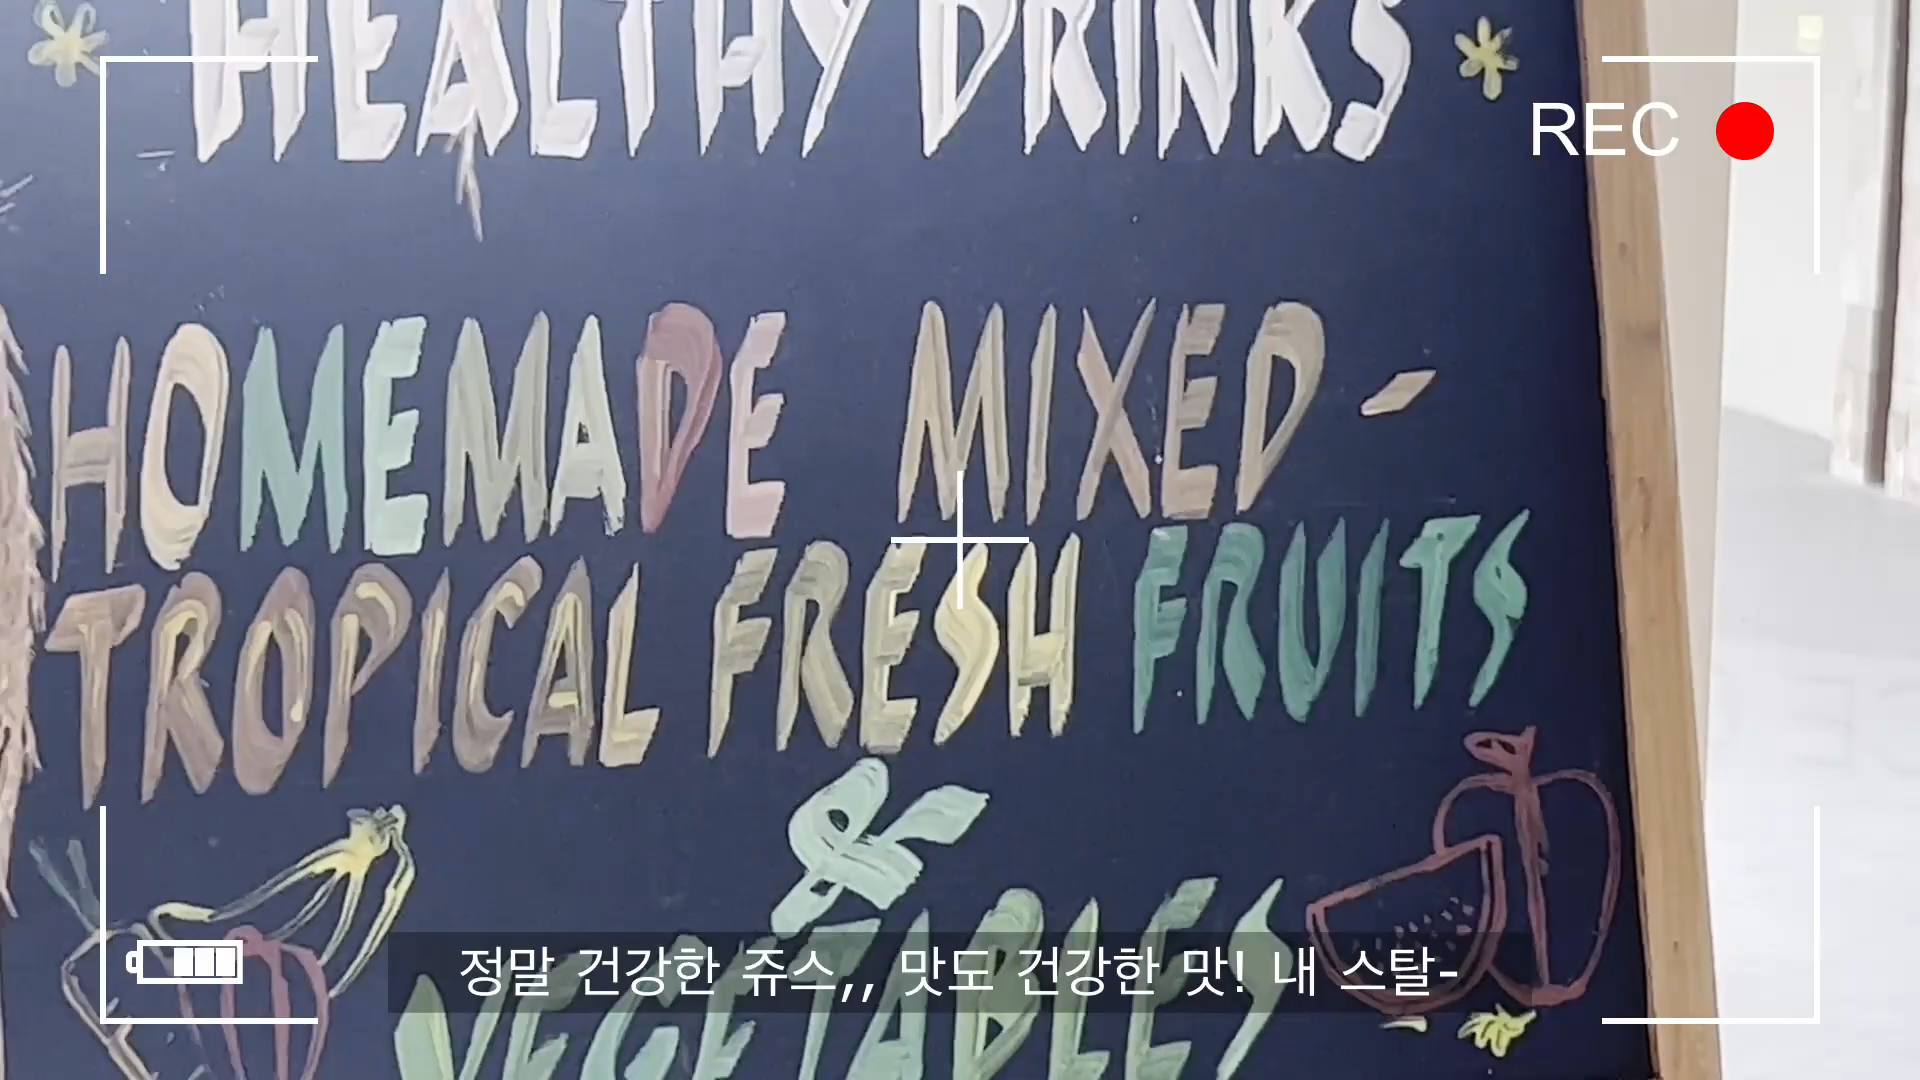 HEALTHY DRINKS
REC
HOMEMADE MIXED-
TROPICAL FRESH FRUITS
&
VEGETABLES
정말 건강한 쥬스,, 맛도 건강한 맛! 내 스탈-